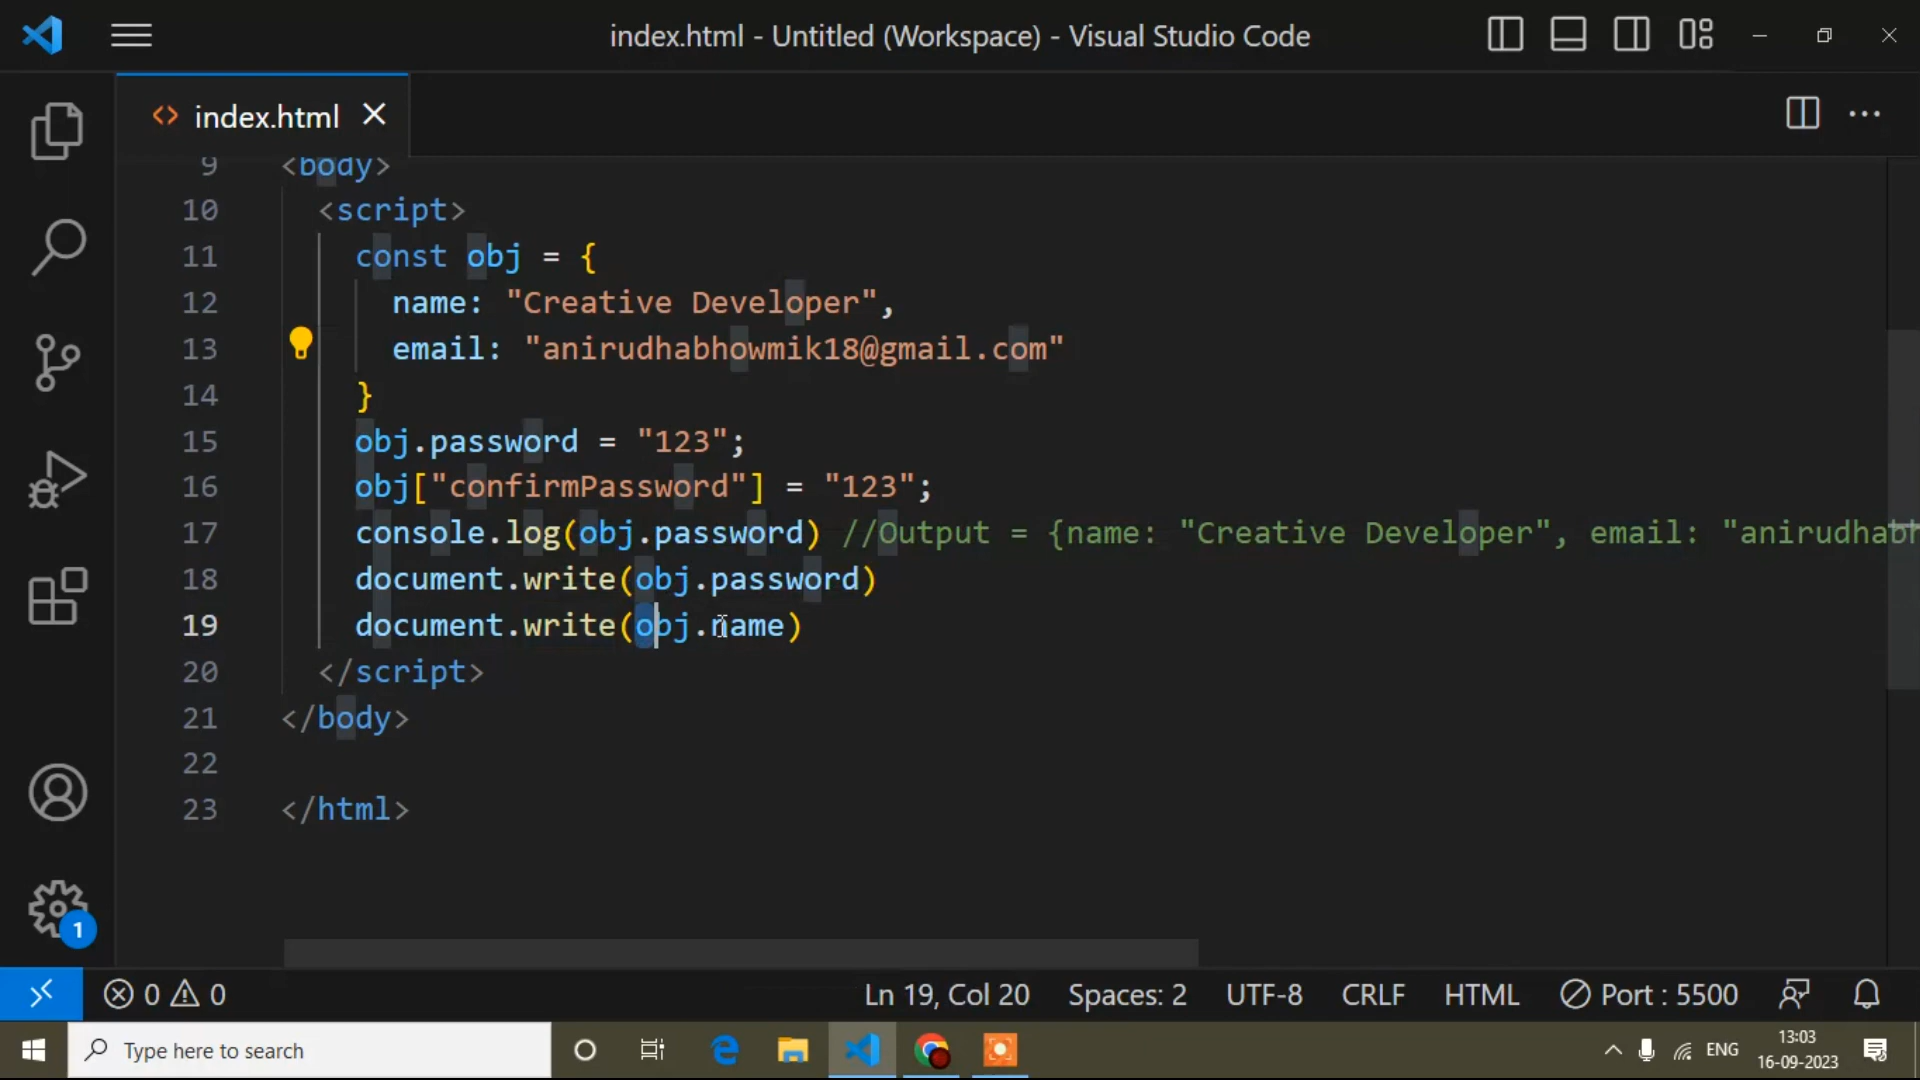 index.html - Untitled (Workspace) - Visual Studio Code
index.html
9 <body>
10 <script>
11 const obj = {
12 name: "Creative Developer",
13 email: "anirudhabhowmik18@gmail.com"
14 }
15 obj.password = "123";
16 obj["confirmPassword"] = "123";
17 console.log(obj.password) //Output = {name: "Creative Developer", email: "anirudhabh
18 document.write(obj.password)
19 document.write(obj.name)
20 </script>
21 </body>
22
23 </html>
1
0 0 Ln 19, Col 20 Spaces: 2 UTF-8 CRLF HTML Port : 5500
Type here to search ENG 13:03
16-09-2023